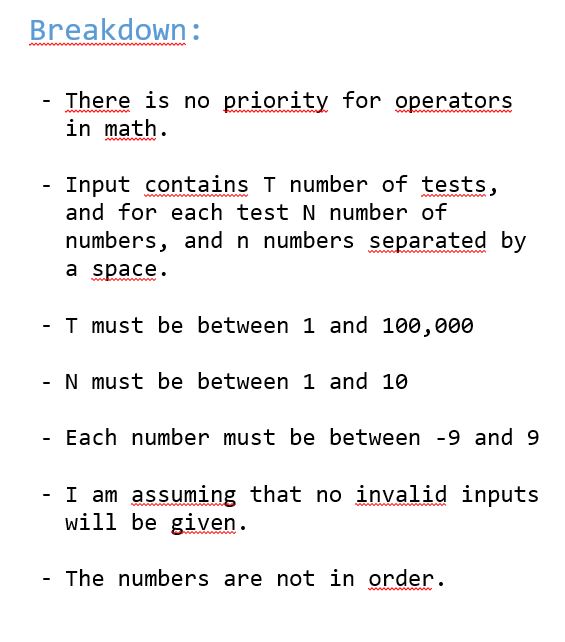 Breakdown:
- There is no priority for operators
in math.
- Input contains T number of tests,
and for each test N number of
numbers, and n numbers separated by
a space.
- T must be between 1 and 100,000
- N must be between 1 and 10
- Each number must be between -9 and 9
- I am assuming that no invalid inputs
will be given.
- The numbers are not in order.